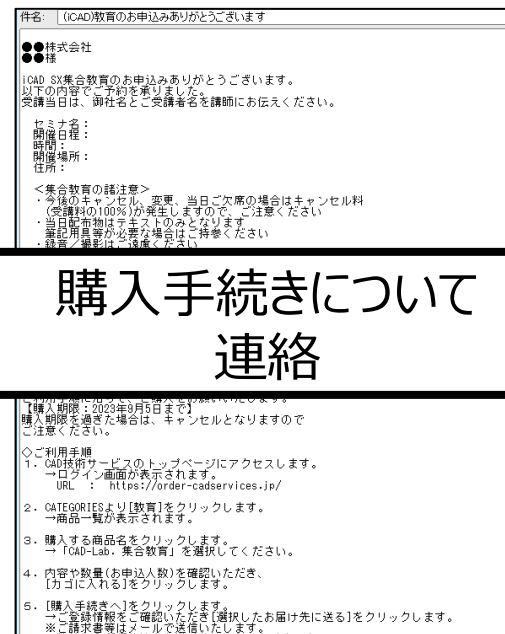 件名: (iCAD)教育のお申込みありがとうございます
●●株式会社
●●様
iCAD SX集合教育のお申込みありがとうございます。
以下の内容でご予約を承りました。
受講当日は、御社名とご受講者名を講師にお伝えください。
セミナ名：
開催日程：
時間：
開催場所：
住所：
＜集合教育の諸注意＞
・今後のキャンセル、変更、当日ご欠席の場合はキャンセル料
(受講料の100%)が発生しますので、ご注意ください
・当日配布物はテキストのみとなります
筆記用具等が必要な場合はご持参ください
・録音／撮影はご遠慮ください
購入手続きについて
連絡
【購入期限：2023年9月5日まで】
購入期限を過ぎた場合は、キャンセルとなりますので
ご注意ください。
◇ご利用手順
1. CAD技術サービスのトップページにアクセスします。
→ログイン画面が表示されます。
URL : https://order-cadservices.jp/
2. CATEGORIESより[教育]をクリックします。
→商品一覧が表示されます。
3. 購入する商品名をクリックします。
→「CAD-Lab. 集合教育」を選択してください。
4. 内容や数量(お申込人数)を確認いただき、
[カゴに入れる]をクリックします。
5. [購入手続きへ]をクリックします。
→ご登録情報をご確認いただき[選択したお届け先に送る]をクリックします。
※ご請求書等はメールで送信いたします。